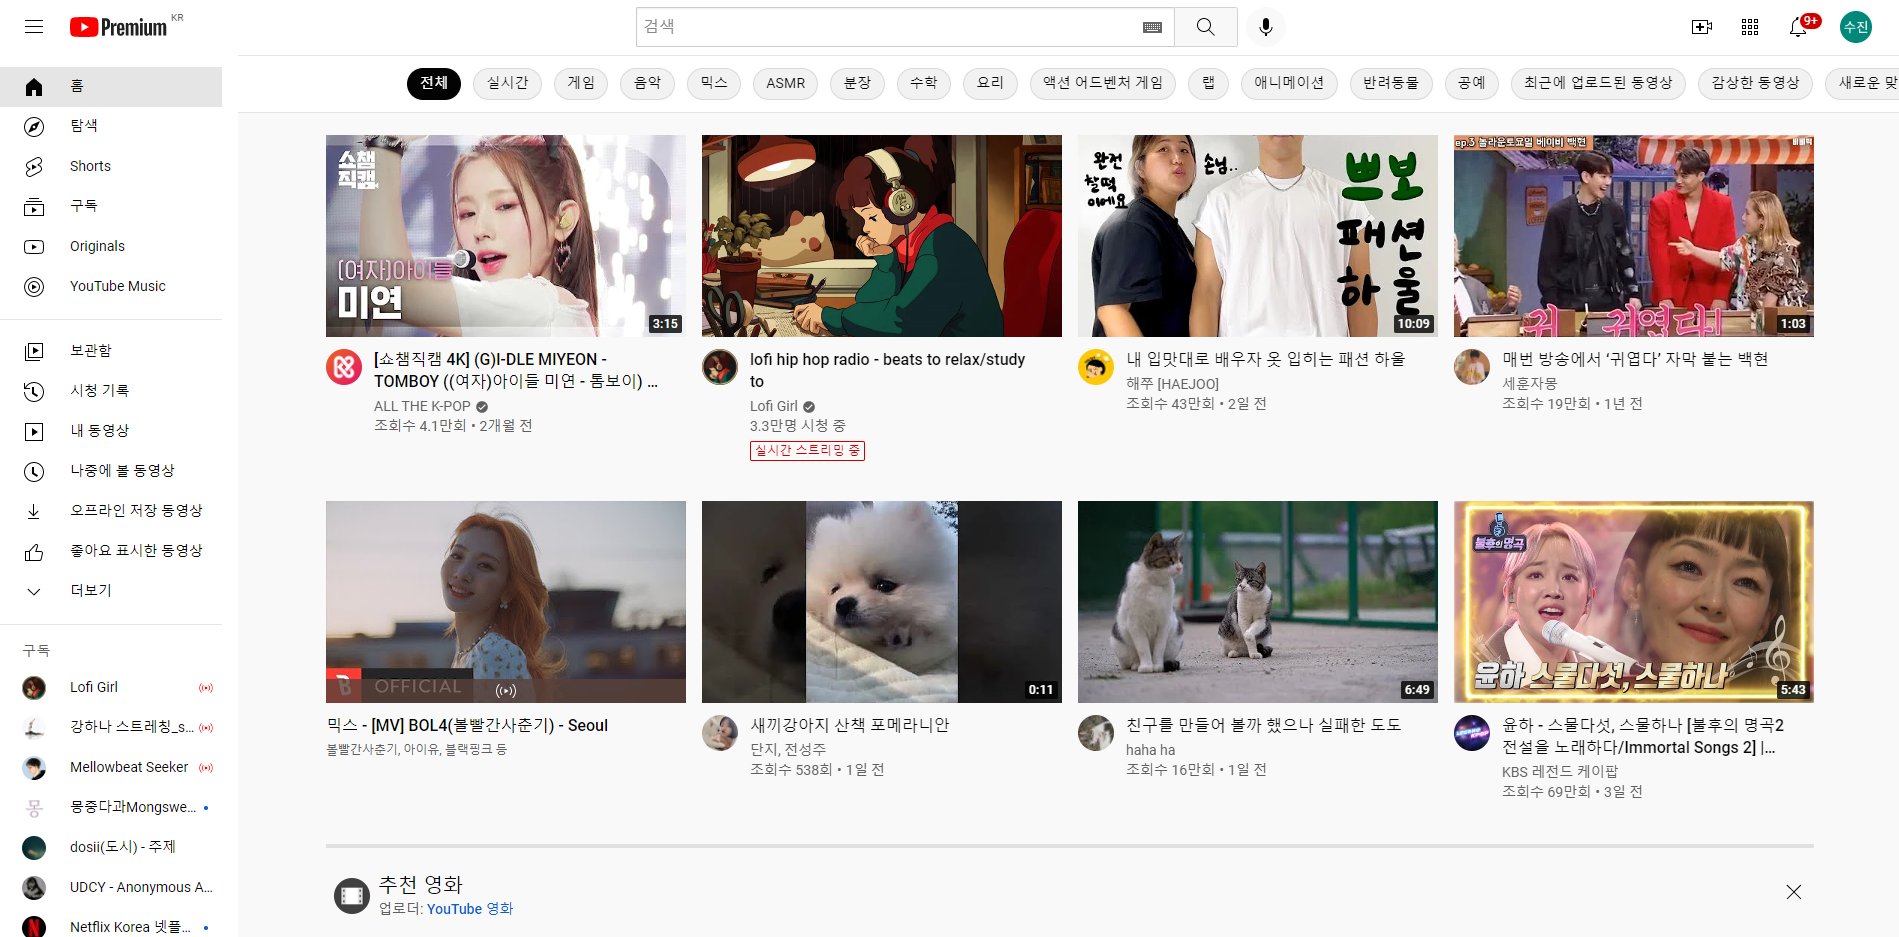 Premium KR
검색
9+
수진
홈
탐색
Shorts
구독
Originals
YouTube Music
보관함
시청 기록
내 동영상
나중에 볼 동영상
오프라인 저장 동영상
좋아요 표시한 동영상
더보기
구독
Lofi Girl
강하나 스트레칭_s...
Mellowbeat Seeker
몽중다과Mongswe...
dosii(도시) - 주제
UDCY - Anonymous A...
Netflix Korea 넷플...
전체 실시간 게임 음악 믹스 ASMR 분장 수학 요리 액션 어드벤처 게임 랩 애니메이션 반려동물 공예 최근에 업로드된 동영상 감상한 동영상 새로운 맞
쇼챔
직캠
(여자)아이들
미연
3:15
[쇼챔직캠 4K] (G)I-DLE MIYEON -
TOMBOY ((여자)아이들 미연 - 톰보이) ...
ALL THE K-POP
조회수 4.1만회 • 2개월 전
lofi hip hop radio - beats to relax/study
to
Lofi Girl
3.3만명 시청 중
실시간 스트리밍 중
완전
찰떡
이에요
손님..
쁘보
패션
하울
10:09
내 입맛대로 배우자 옷 입히는 패션 하울
해쭈 [HAEJOO]
조회수 43만회 • 2일 전
ep.3 놀라운토요일 베이비 백현
귀 귀엽다!
1:03
매번 방송에서 ‘귀엽다’ 자막 붙는 백현
세훈자몽
조회수 19만회 • 1년 전
B OFFICIAL
믹스 - [MV] BOL4(볼빨간사춘기) - Seoul
볼빨간사춘기, 아이유, 블랙핑크 등
0:11
새끼강아지 산책 포메라니안
단지, 전성주
조회수 538회 • 1일 전
6:49
친구를 만들어 볼까 했으나 실패한 도도
haha ha
조회수 16만회 • 1일 전
불후의명곡
윤하 스물다섯, 스물하나
5:43
윤하 - 스물다섯, 스물하나 [불후의 명곡2
전설을 노래하다/Immortal Songs 2] |...
KBS 레전드 케이팝
조회수 69만회 • 3일 전
추천 영화
업로더: YouTube 영화